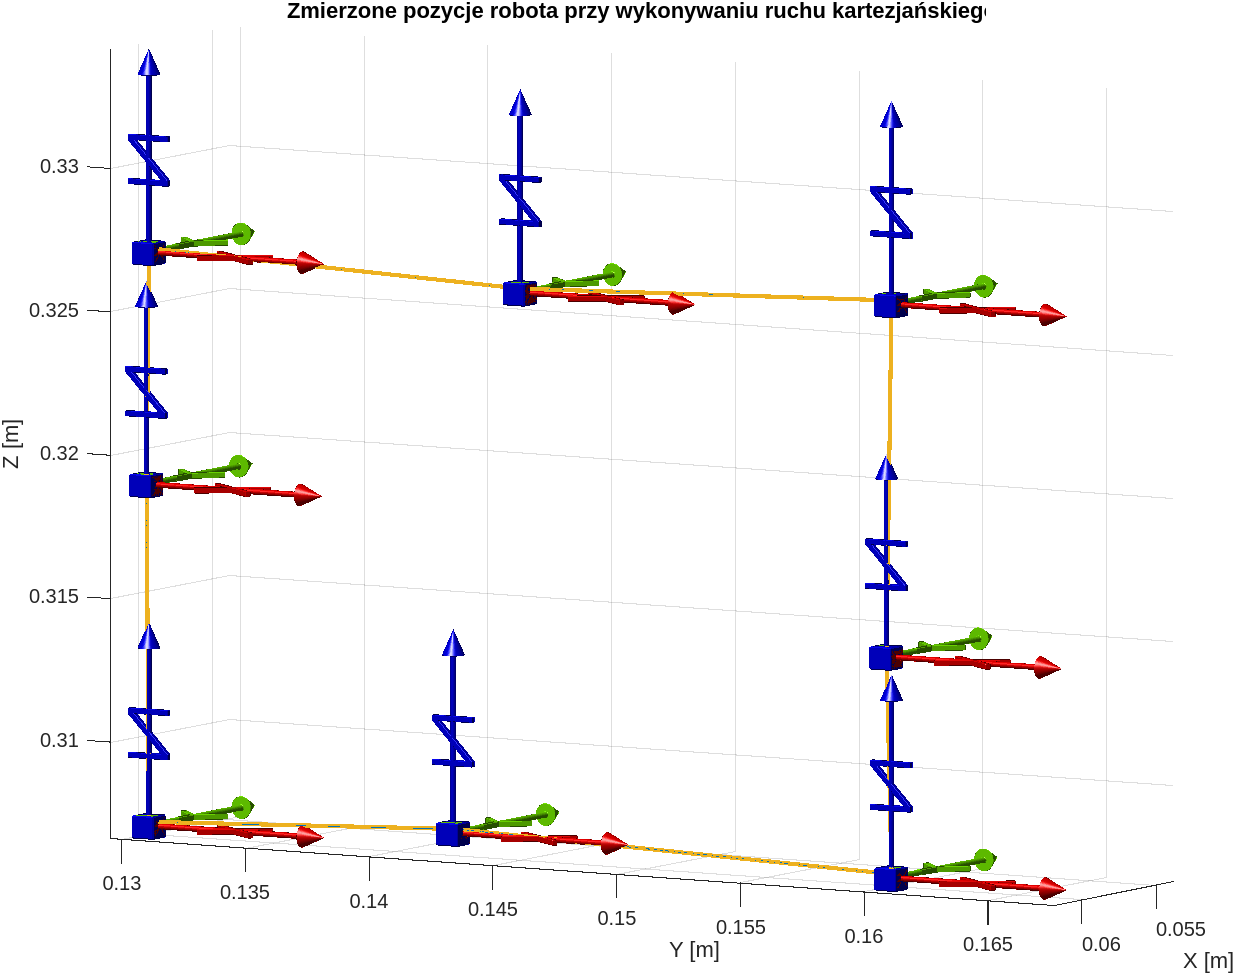 Zmierzone pozycje robota przy wykonywaniu ruchu kartezjańskieg
0.33
0.325
0.32
0.315
0.31
Z [m]
Z
Z
Z
Z
Z
Z
Z
Z
0.13
0.135
0.14
0.145
0.15
0.155
0.16
0.165
Y [m]
0.06
0.055
X [m]